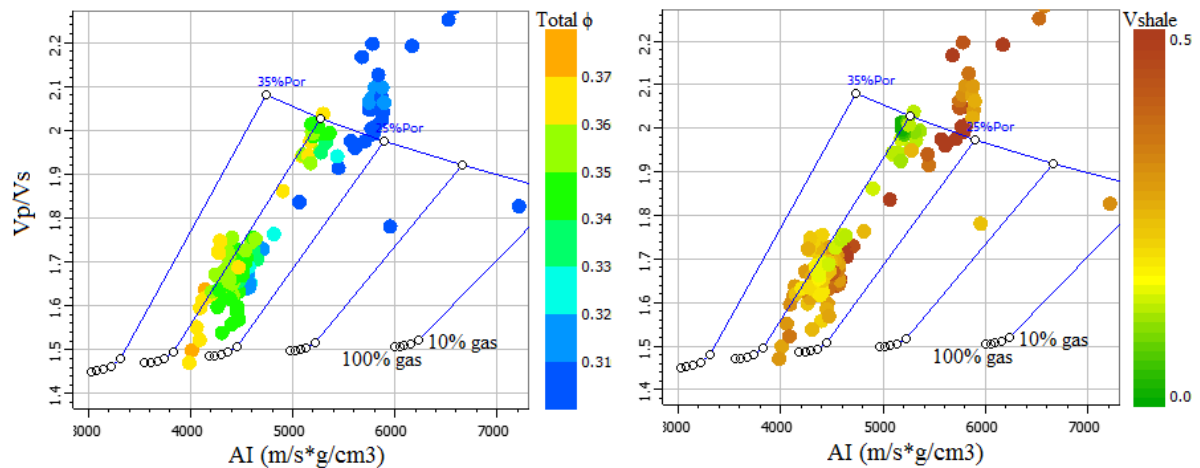 Total ϕ
Vp/Vs
2.2
2.1
2
1.9
1.8
1.7
1.6
1.5
1.4
35%Por
25%Por
100% gas
10% gas
3000
4000
5000
6000
7000
AI (m/s*g/cm3)
0.37
0.36
0.34
0.33
0.32
0.31
Vshale
2.2
2.1
2
1.9
1.8
1.7
1.6
1.5
1.4
35%Por
25%Por
100% gas
10% gas
3000
4000
5000
6000
7000
AI (m/s*g/cm3)
0.5
0.0